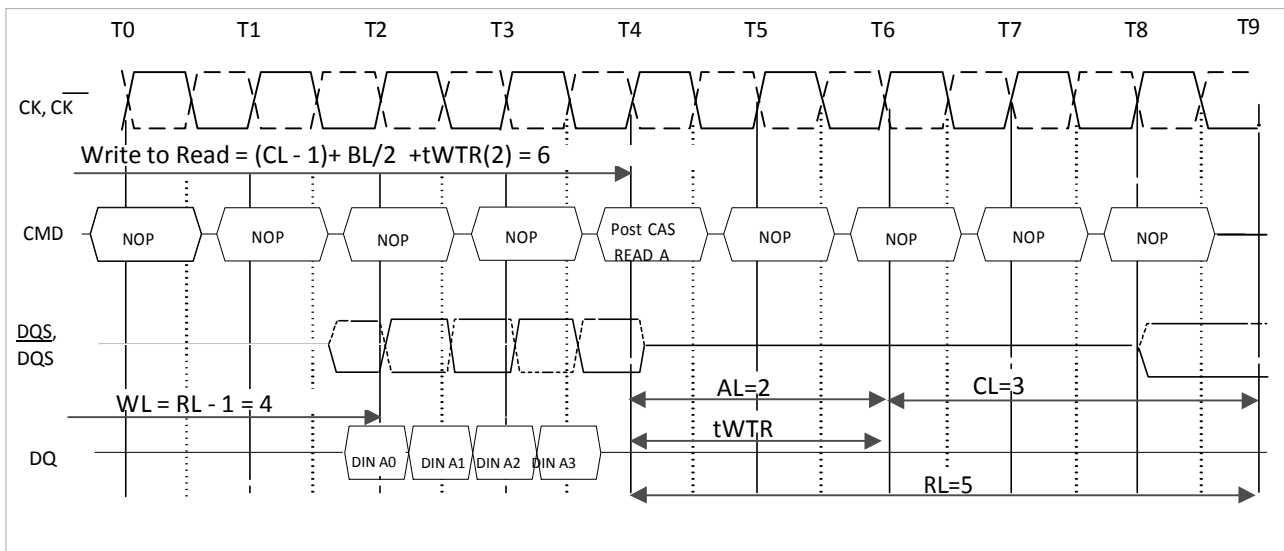 T0 T1 T2 T3 T4 T5 T6 T7 T8 T9
CK, CK
Write to Read = (CL - 1)+ BL/2 +tWTR(2) = 6
CMD NOP NOP NOP NOP Post CAS READ A NOP NOP NOP NOP
DQS,
DQS
WL = RL - 1 = 4
AL=2
CL=3
tWTR
DQ DIN A0 DIN A1 DIN A2 DIN A3
RL=5